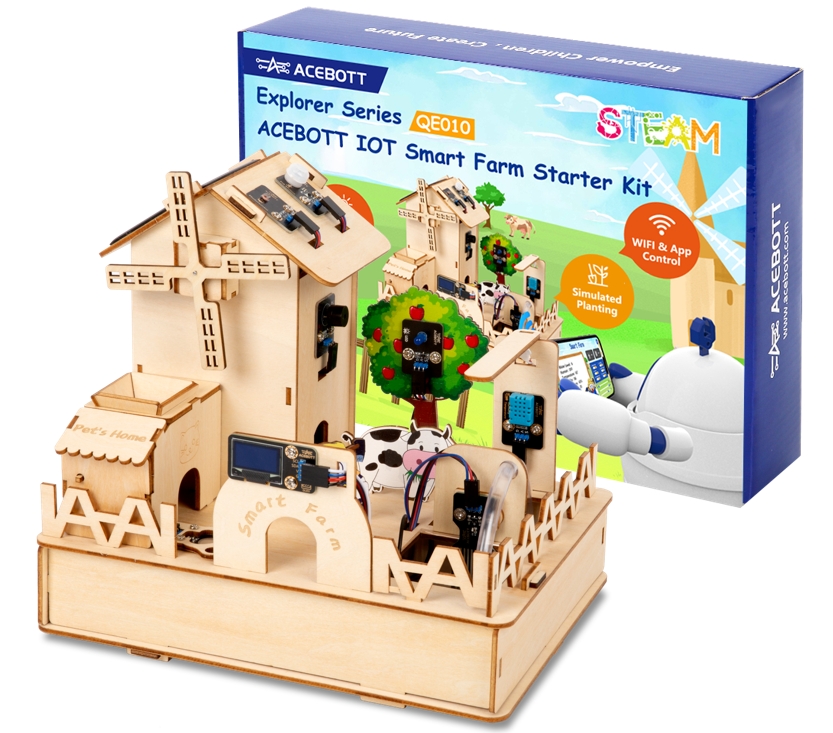 Empower Children , Create Future
ACEBOTT
Explorer Series QE010
STEAM
ACEBOTT IOT Smart Farm Starter Kit
WIFI & App
Control
Simulated
Planting
ACEBOTT
www.acebott.com
Pet's Home
Smart Farm